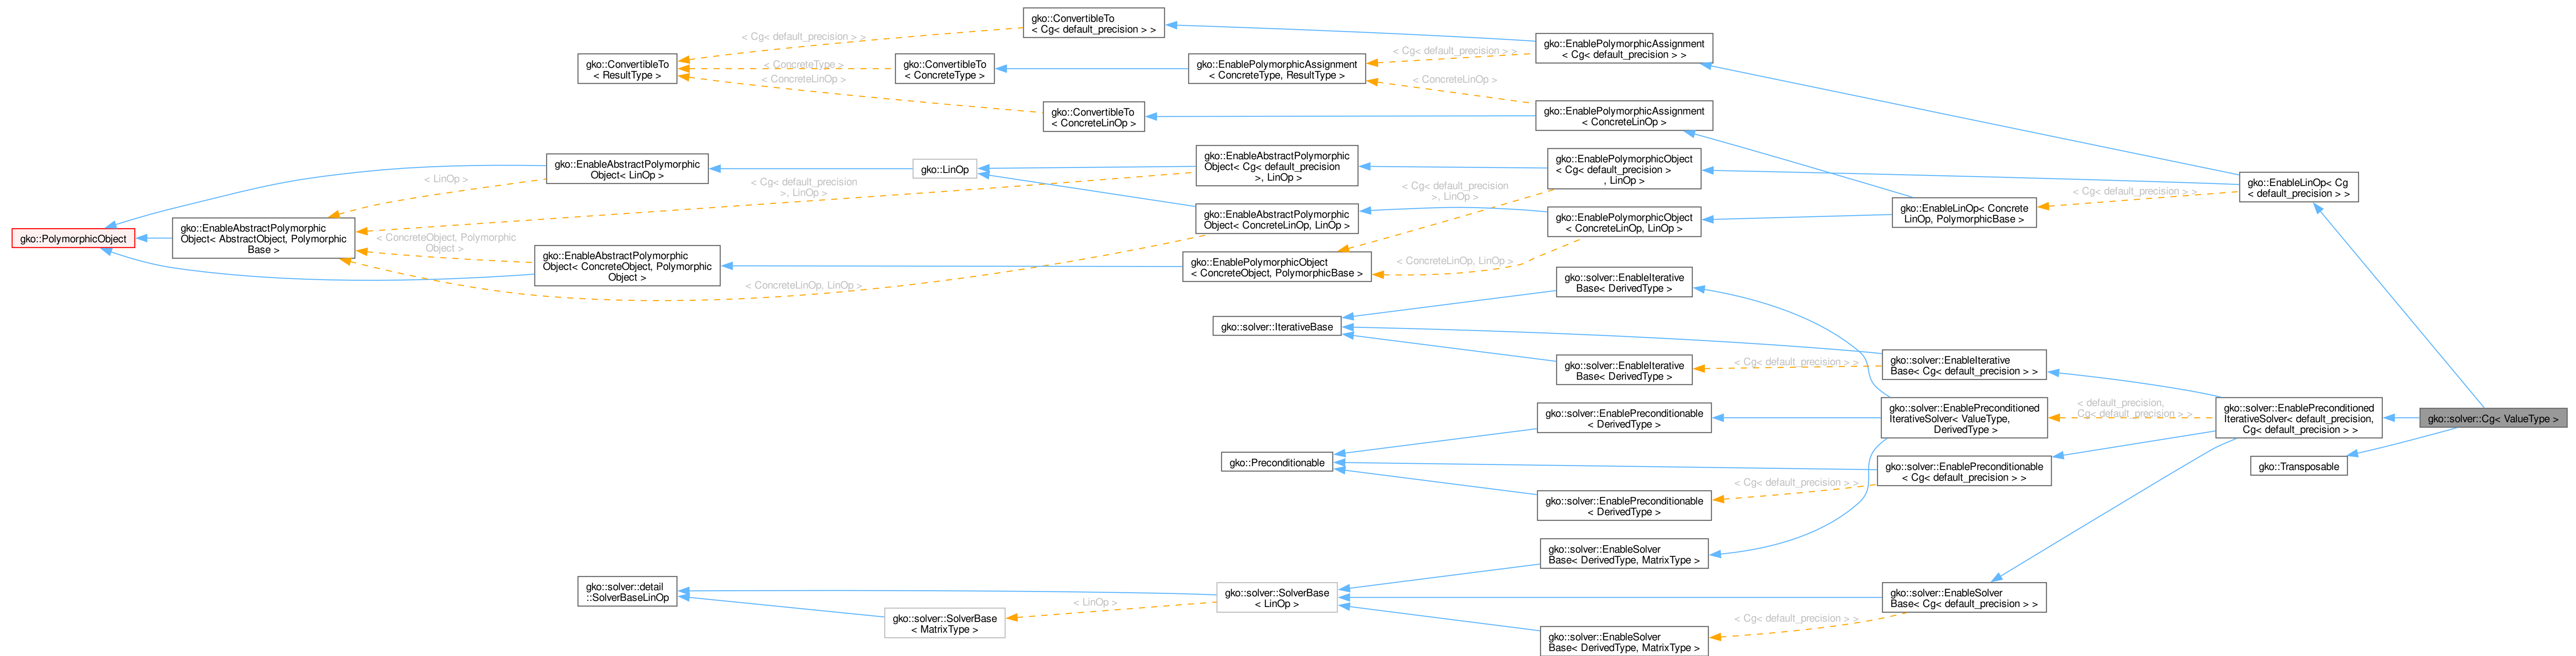 gko::ConvertibleTo
< Cg< default_precision > >
< Cg< default_precision > >
gko::ConvertibleTo
< ResultType >
< ConcreteType >
gko::ConvertibleTo
< ConcreteType >
< ConcreteLinOp >
gko::EnablePolymorphicAssignment
< ConcreteType, ResultType >
< Cg< default_precision > >
gko::EnablePolymorphicAssignment
< Cg< default_precision > >
< ConcreteLinOp >
gko::ConvertibleTo
< ConcreteLinOp >
gko::EnablePolymorphicAssignment
< ConcreteLinOp >
gko::EnableAbstractPolymorphic
Object< LinOp >
gko::LinOp
gko::EnableAbstractPolymorphic
Object< Cg< default_precision
>, LinOp >
gko::EnablePolymorphicObject
< Cg< default_precision >
, LinOp >
< LinOp >
< Cg< default_precision
>, LinOp >
< Cg< default_precision
>, LinOp >
gko::EnableLinOp< Cg
< default_precision > >
< Cg< default_precision > >
gko::EnableLinOp< Concrete
LinOp, PolymorphicBase >
gko::EnableAbstractPolymorphic
Object< ConcreteLinOp, LinOp >
gko::EnablePolymorphicObject
< ConcreteLinOp, LinOp >
gko::PolymorphicObject
gko::EnableAbstractPolymorphic
Object< AbstractObject, Polymorphic
Base >
< ConcreteObject, Polymorphic
Object >
gko::EnableAbstractPolymorphic
Object< ConcreteObject, Polymorphic
Object >
< ConcreteLinOp, LinOp >
gko::EnablePolymorphicObject
< ConcreteObject, PolymorphicBase >
< ConcreteLinOp, LinOp >
gko::solver::EnableIterative
Base< DerivedType >
gko::solver::IterativeBase
gko::solver::EnableIterative
Base< DerivedType >
< Cg< default_precision > >
gko::solver::EnableIterative
Base< Cg< default_precision > >
gko::solver::EnablePreconditionable
< DerivedType >
gko::solver::EnablePreconditioned
IterativeSolver< ValueType,
DerivedType >
< default_precision,
Cg< default_precision > >
gko::solver::EnablePreconditioned
IterativeSolver< default_precision,
Cg< default_precision > >
gko::solver::Cg< ValueType >
gko::Preconditionable
gko::solver::EnablePreconditionable
< Cg< default_precision > >
gko::Transposable
< Cg< default_precision > >
gko::solver::EnablePreconditionable
< DerivedType >
gko::solver::EnableSolver
Base< DerivedType, MatrixType >
gko::solver::detail
::SolverBaseLinOp
gko::solver::SolverBase
< LinOp >
gko::solver::EnableSolver
Base< Cg< default_precision > >
< LinOp >
gko::solver::SolverBase
< MatrixType >
< Cg< default_precision > >
gko::solver::EnableSolver
Base< DerivedType, MatrixType >